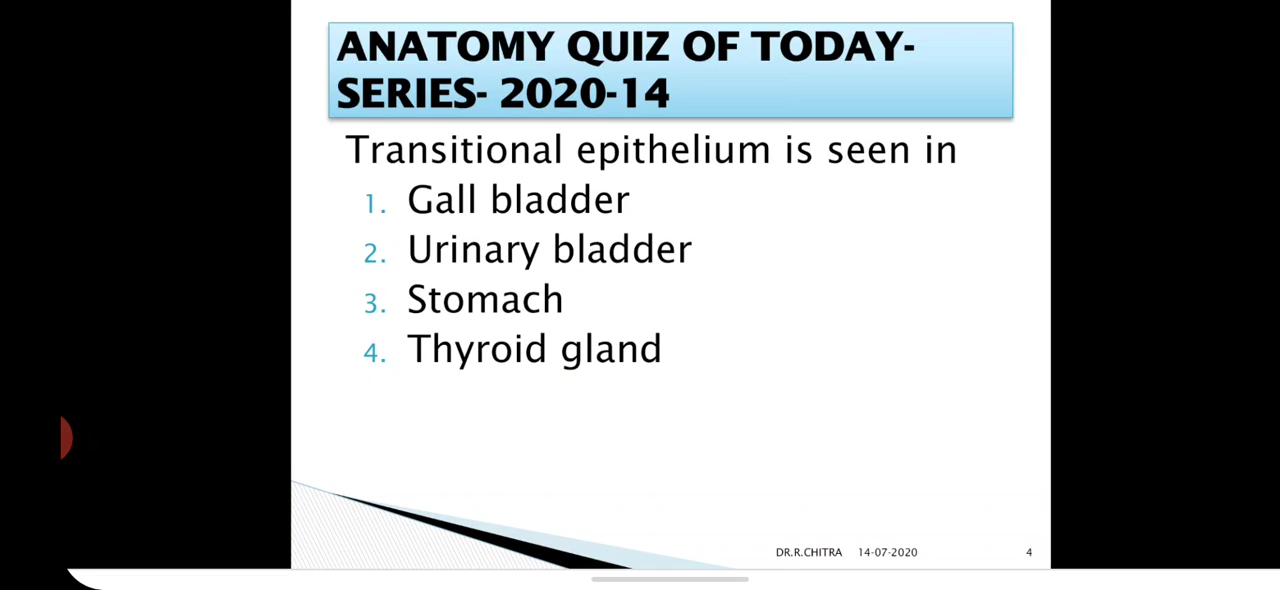 ANATOMY QUIZ OF TODAY-
SERIES- 2020-14
Transitional epithelium is seen in
1. Gall bladder
2. Urinary bladder
3. Stomach
4. Thyroid gland
DR.R.CHITRA 14-07-2020 4